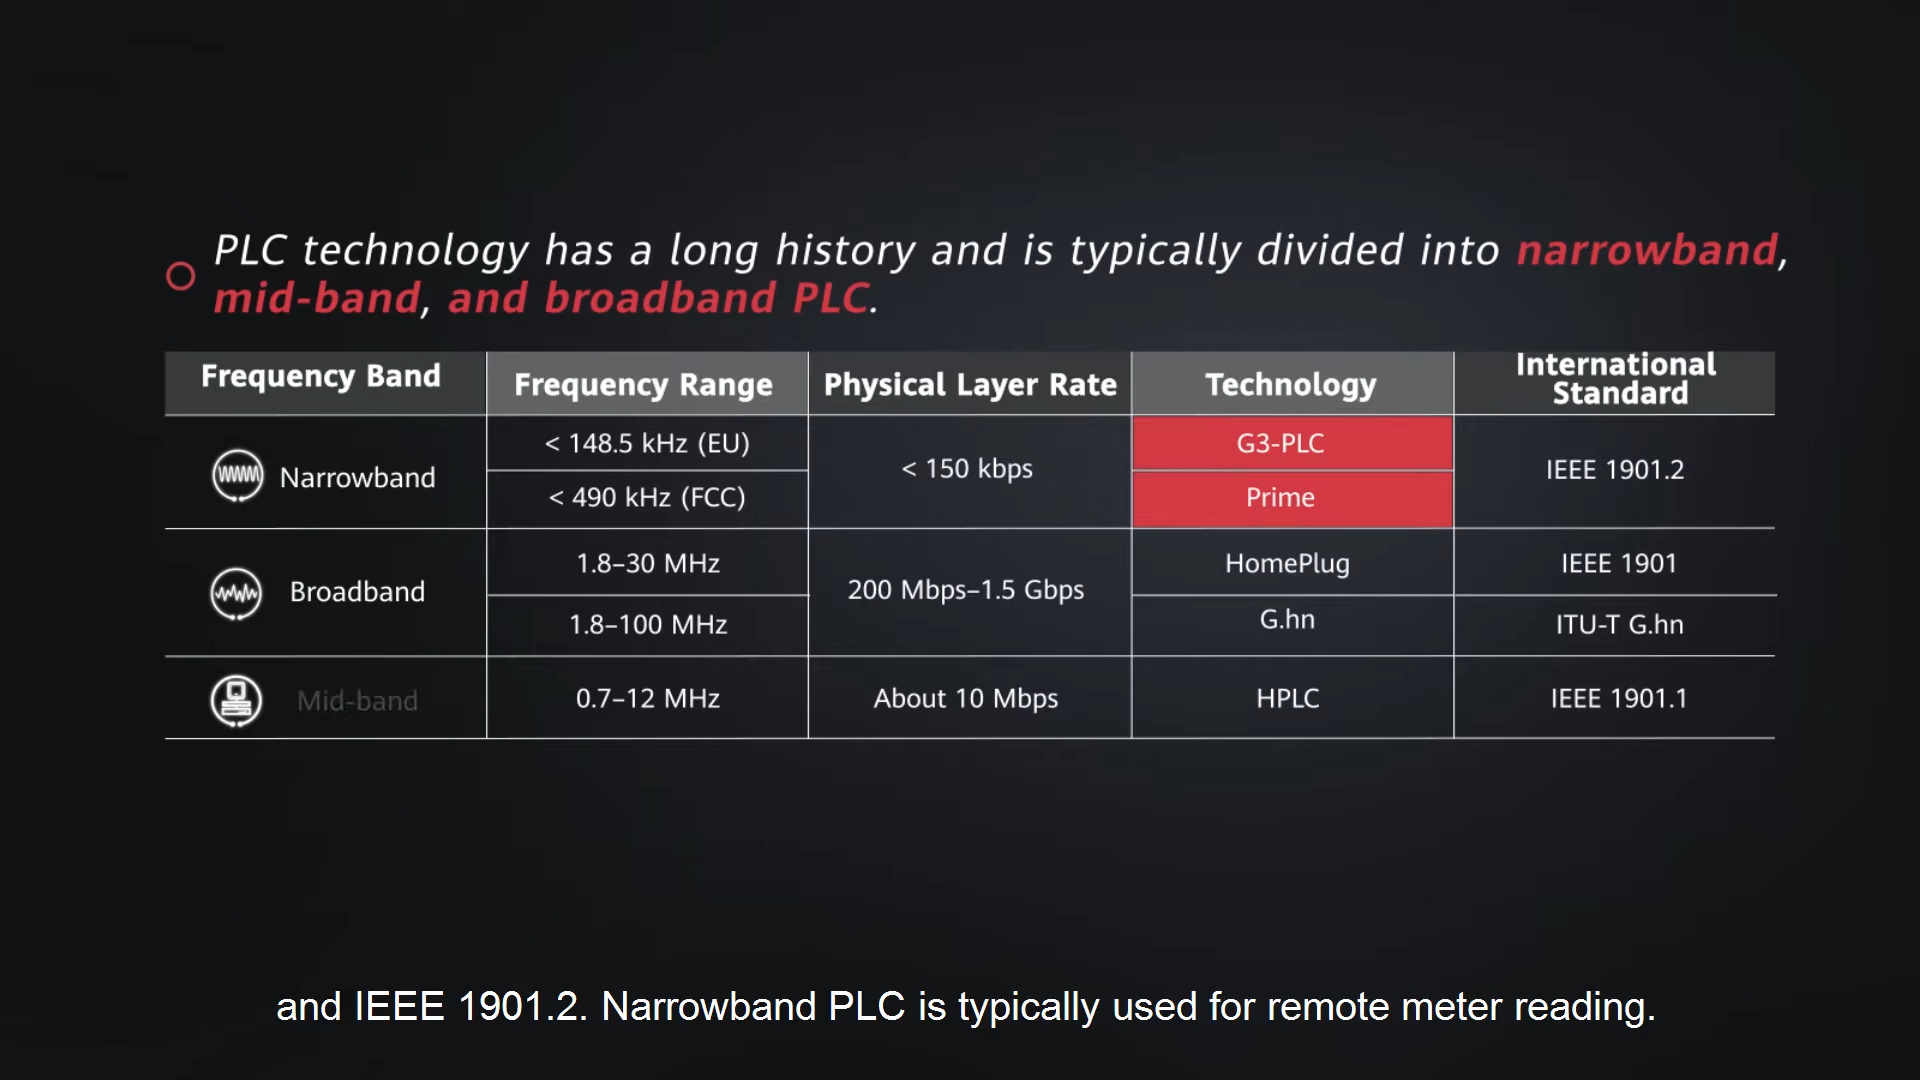 PLC technology has a long history and is typically divided into narrowband,
mid-band, and broadband PLC.
Frequency Band
Frequency Range
Physical Layer Rate
Technology
International
Standard
Narrowband
< 148.5 kHz (EU)
< 490 kHz (FCC)
< 150 kbps
G3-PLC
Prime
IEEE 1901.2
Broadband
1.8–30 MHz
1.8–100 MHz
200 Mbps–1.5 Gbps
HomePlug
G.hn
IEEE 1901
ITU-T G.hn
Mid-band
0.7–12 MHz
About 10 Mbps
HPLC
IEEE 1901.1
and IEEE 1901.2. Narrowband PLC is typically used for remote meter reading.